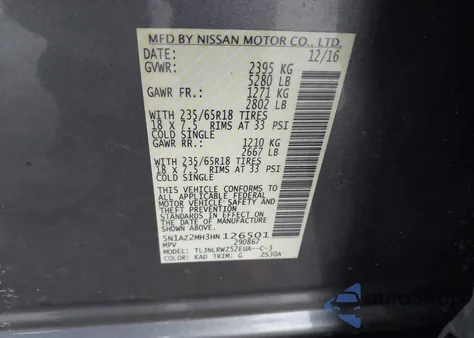 MFD BY NISSAN MOTOR CO., LTD.
DATE: 12/16
GVWR: 2395 KG
5280 LB
GAWR FR.: 1271 KG
2802 LB
WITH 235/65R18 TIRES
18 X 7.5 RIMS AT 33 PSI
COLD SINGLE
GAWR RR.: 1210 KG
2667 LB
WITH 235/65R18 TIRES
18 X 7.5 RIMS AT 33 PSI
COLD SINGLE
THIS VEHICLE CONFORMS TO
ALL APPLICABLE FEDERAL
MOTOR VEHICLE SAFETY AND
STANDARDS IN EFFECT ON THE
DATE OF MANUFACTURE
SHOWN ABOVE.
5N1AZ2MH3HN126501
MPV 290867
MODEL: TLJNLRWZ52EUA--C-3
COLOR: KAD TRIM: G 2530A